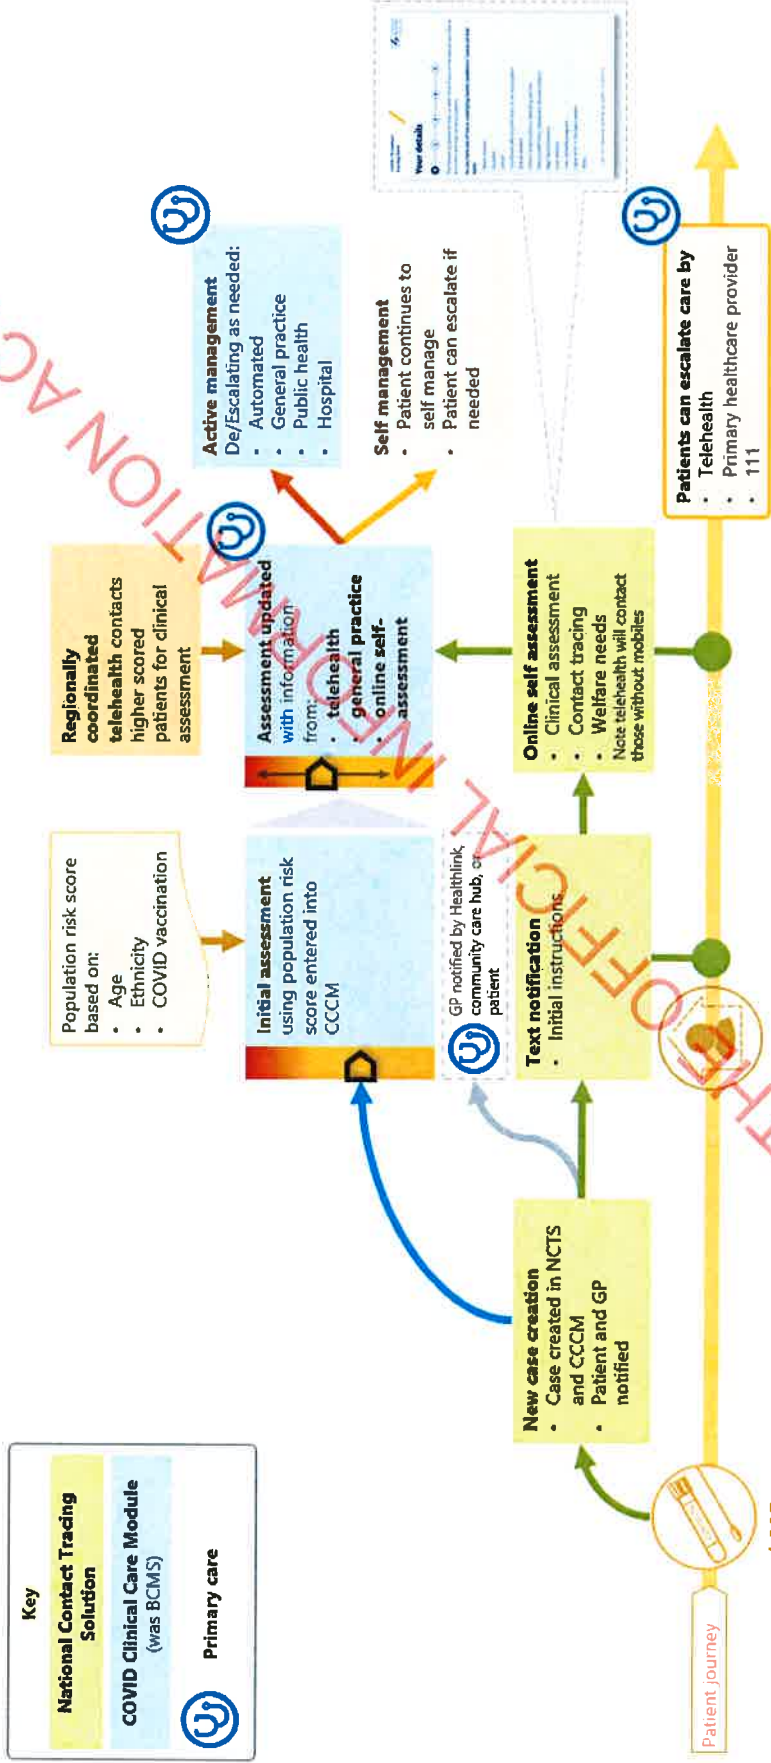 Key
National Contact Tracing
Solution
COVID Clinical Care Module
(was BCMS)
Primary care
Population risk score
based on:
• Age
• Ethnicity
• COVID vaccination
Regionally
coordinated
telehealth contacts
higher scored
patients for clinical
assessment
Initial assessment
using population risk
score entered into
CCCM
Assessment updated
with information
from:
• telehealth
• general practice
• online self-
assessment
Active management
De/Escalating as needed:
• Automated
• General practice
• Public health
• Hospital
Self management
• Patient continues to
self manage
• Patient can escalate if
needed
GP notified by Healthlink,
community care hub, or
patient
New case creation
• Case created in NCTS
and CCCM
• Patient and GP
notified
Text notification
• Initial instructions
Online self assessment
• Clinical assessment
• Contact tracing
• Welfare needs
Note telehealth will contact
those without mobiles
Your details
Patients can escalate care by
• Telehealth
• Primary healthcare provider
• 111
Patient journey
THE OFFICIAL INFORMATION AC